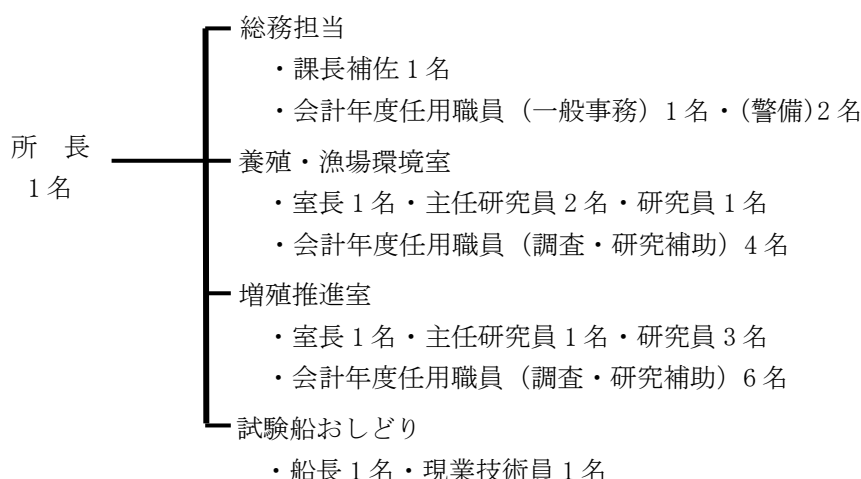 総務担当
・課長補佐 1 名
・会計年度任用職員（一般事務）1 名・(警備)2 名
所　長
1 名
養殖・漁場環境室
・室長 1 名・主任研究員 2 名・研究員 1 名
・会計年度任用職員（調査・研究補助）4 名
増殖推進室
・室長 1 名・主任研究員 1 名・研究員 3 名
・会計年度任用職員（調査・研究補助）6 名
試験船おしどり
・船長 1 名・現業技術員 1 名